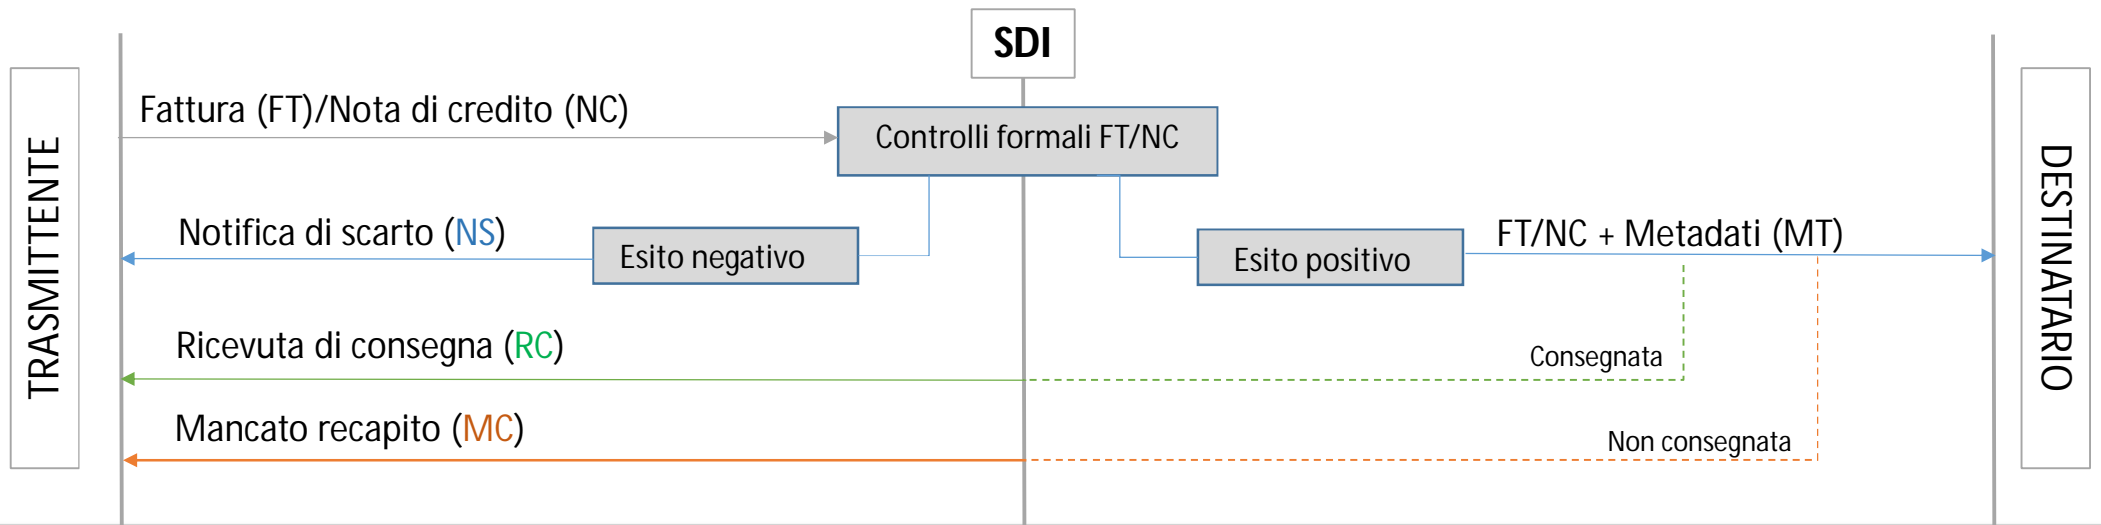 SDI
TRASMITTENTE
Fattura (FT)/Nota di credito (NC)
Controlli formali FT/NC
DESTINATARIO
Notifica di scarto (NS)
Esito negativo
Esito positivo
FT/NC + Metadati (MT)
Ricevuta di consegna (RC)
Consegnata
Mancato recapito (MC)
Non consegnata